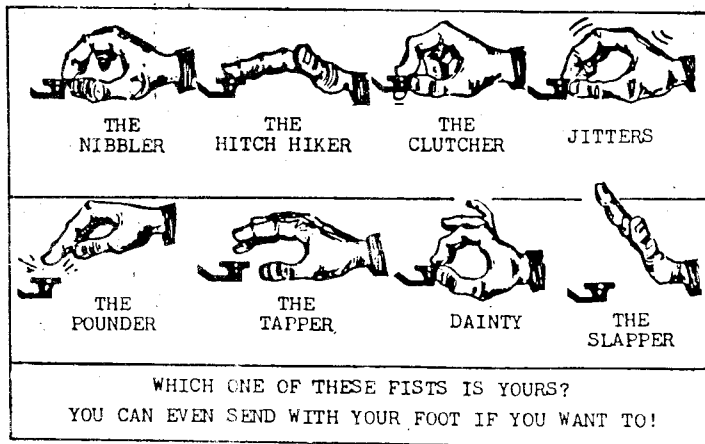 THE
NIBBLER
THE
HITCH HIKER
THE
CLUTCHER
JITTERS
THE
POUNDER
THE
TAPPER
DAINTY
THE
SLAPPER
WHICH ONE OF THESE FISTS IS YOURS?
YOU CAN EVEN SEND WITH YOUR FOOT IF YOU WANT TO!